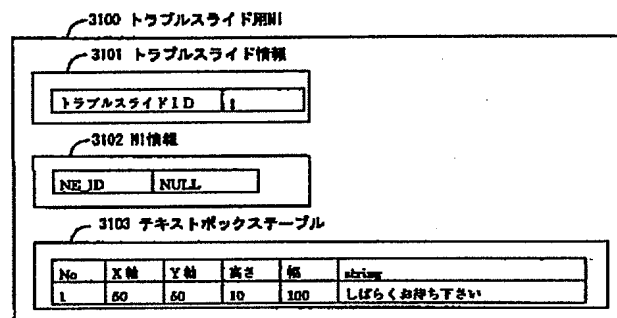 3100 トラブルスライド用NI
3101 トラブルスライド情報
トラブルスライドID 1
3102 NI情報
NE_ID NULL
3103 テキストボックステーブル
No X軸 Y軸 高さ 幅 string
1 50 50 10 100 しばらくお待ち下さい